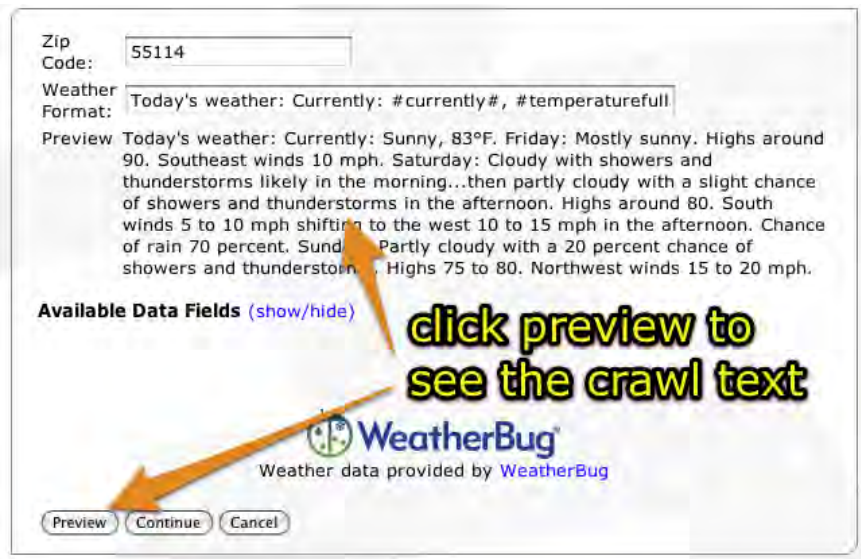 Zip
Code:
55114
Weather
Format:
Today's weather: Currently: #currently#, #temperaturefull
Preview Today's weather: Currently: Sunny, 83°F. Friday: Mostly sunny. Highs around
90. Southeast winds 10 mph. Saturday: Cloudy with showers and
thunderstorms likely in the morning...then partly cloudy with a slight chance
of showers and thunderstorms in the afternoon. Highs around 80. South
winds 5 to 10 mph shifting to the west 10 to 15 mph in the afternoon. Chance
of rain 70 percent. Sunday: Partly cloudy with a 20 percent chance of
showers and thunderstorms. Highs 75 to 80. Northwest winds 15 to 20 mph.
Available Data Fields (show/hide)
click preview to
see the crawl text
WeatherBug®
Weather data provided by WeatherBug
Preview Continue Cancel